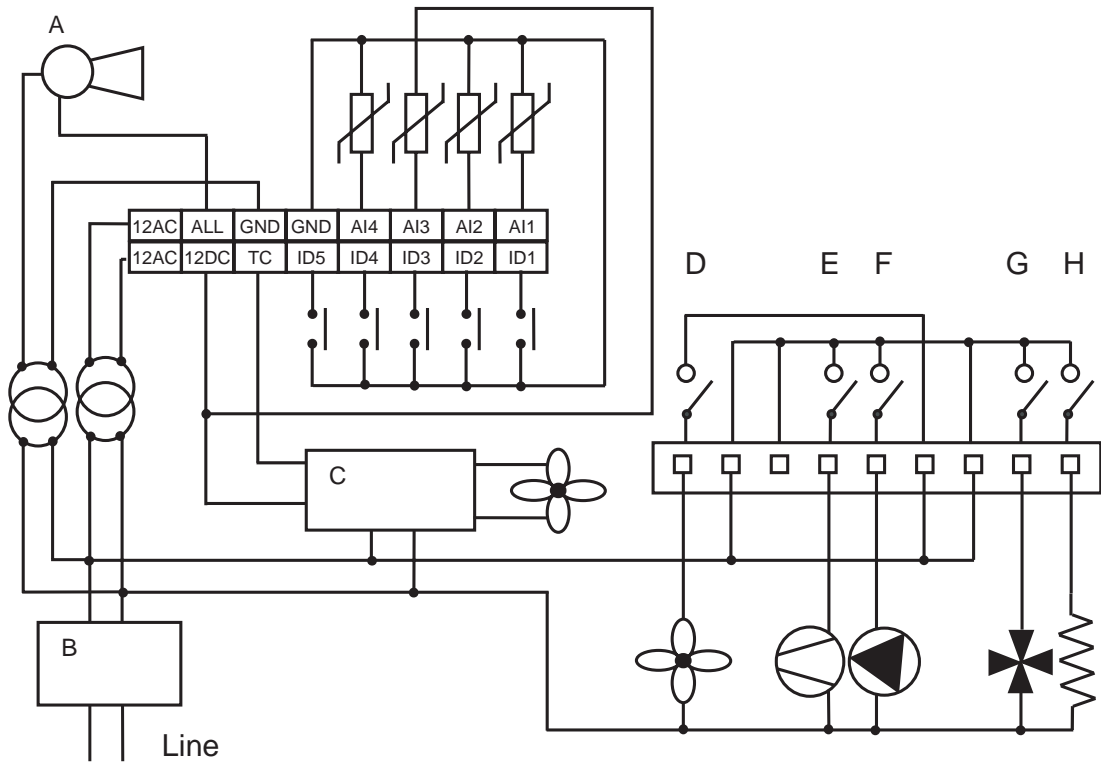 A
12AC ALL GND GND AI4 AI3 AI2 AI1
12AC 12DC TC ID5 ID4 ID3 ID2 ID1
D E F G H
C
B
Line